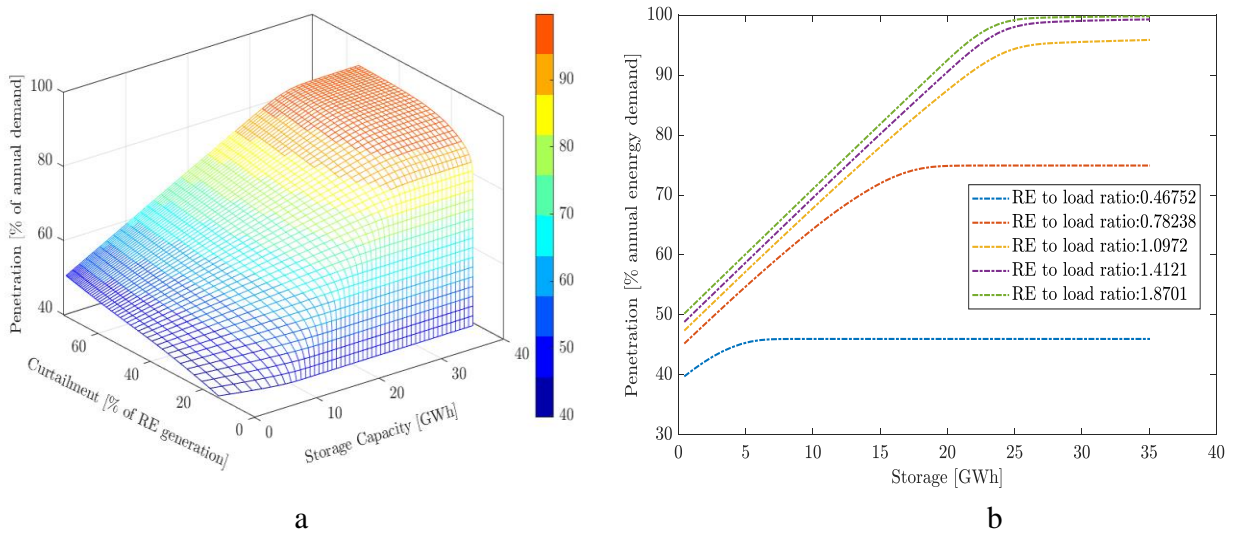 Penetration [% of annual demand]
100
80
60
40
60
40
20
0
Curtailment [% of RE generation]
0
10
20
30
40
Storage Capacity [GWh]
90
80
70
60
50
40
a
Penetration [% annual energy demand]
100
90
80
70
60
50
40
30
0 5 10 15 20 25 30 35 40
Storage [GWh]
RE to load ratio:0.46752
RE to load ratio:0.78238
RE to load ratio:1.0972
RE to load ratio:1.4121
RE to load ratio:1.8701
b